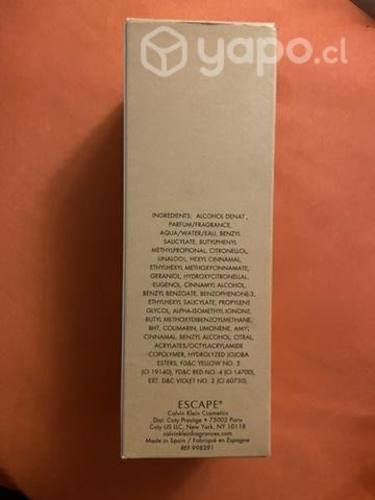 yapo.cl
INGREDIENTS: ALCOHOL DENAT.,
PARFUM/FRAGRANCE,
AQUA/WATER/EAU, BENZYL
SALICYLATE, BUTYLPHENYL
METHYLPROPIONAL, CITRONELLOL,
LINALOOL, HEXYL CINNAMAL,
ETHYLHEXYL METHOXYCINNAMATE,
GERANIOL, HYDROXYCITRONELLAL,
EUGENOL, CINNAMYL ALCOHOL,
BENZYL BENZOATE, BENZOPHENONE-3,
ETHYLHEXYL SALICYLATE, PROPYLENE
GLYCOL, ALPHA-ISOMETHYL IONONE,
BUTYL METHOXYDIBENZOYLMETHANE,
BHT, COUMARIN, LIMONENE, AMYL
CINNAMAL, BENZYL ALCOHOL, CITRAL,
ACRYLATES/OCTYLACRYLAMIDE
COPOLYMER, HYDROLYZED JOJOBA
ESTERS, FD&C YELLOW NO. 5
(CI 19140), FD&C RED NO. 4 (CI 14700),
EXT. D&C VIOLET NO. 2 (CI 60730),
ESCAPE®
Calvin Klein Cosmetics
Dist. Coty Prestige • 75002 Paris
Coty US LLC, New York, NY 10118
calvinkleinfragrances.com
Made in Spain / Fabriqué en Espagne
REF 998291